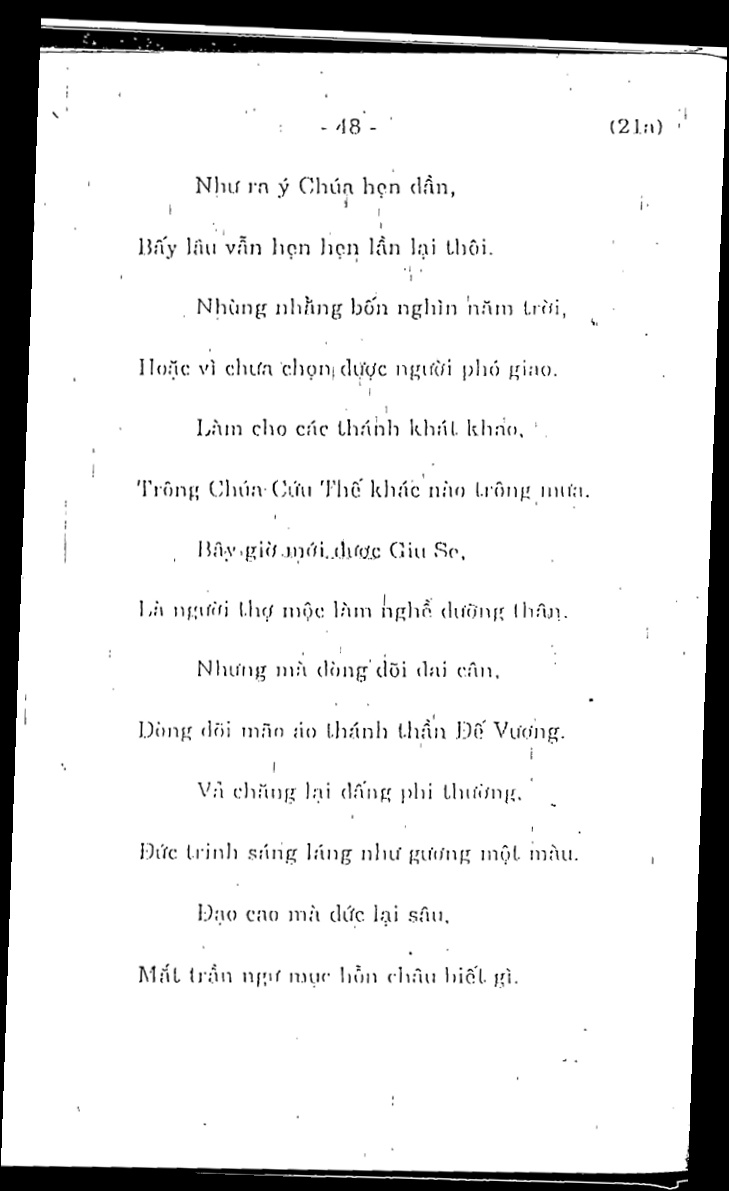 - 48 -
(21a)
Như ra ý Chúa hẹn dần,
Bấy lâu vẫn hẹn hẹn lần lại thôi.
Nhùng nhằng bốn nghìn năm trời,
Hoặc vì chưa chọn được người phó giao.
Làm cho các thánh khát khao,
Trông Chúa Cứu Thế khác nào trông mưa.
Bây giờ mới được Giu Se,
Là người thợ mộc làm nghề dưỡng thân.
Nhưng mà dòng dõi đai cân,
Dòng dõi mão áo thánh thần Đế Vương.
Vả chăng lại đấng phi thường,
Đức trinh sáng láng như gương một màu.
Đạo cao mà đức lại sâu,
Mắt trần ngư mục hỗn châu biết gì.